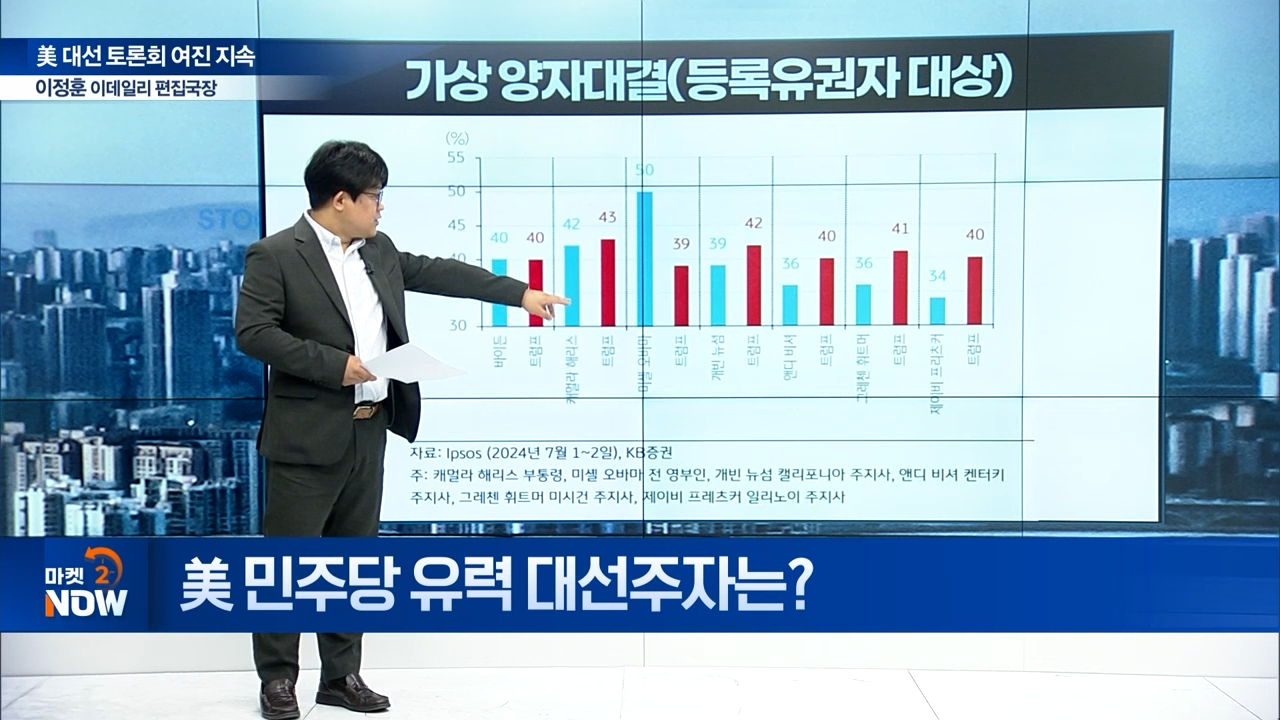 美 대선 토론회 여진 지속
이정훈 이데일리 편집국장
가상 양자대결(등록유권자 대상)
(%)
55
50
45
40
30
40
40
42
43
50
39
39
42
36
40
36
41
34
40
바이든
트럼프
캐멀라 해리스
트럼프
미셸 오바마
트럼프
개빈 뉴섬
트럼프
앤디 비셔
트럼프
그레첸 휘트머
트럼프
제이비 프리츠커
트럼프
자료: Ipsos (2024년 7월 1~2일), KB증권
주: 캐멀라 해리스 부통령, 미셸 오바마 전 영부인, 개빈 뉴섬 캘리포니아 주지사, 앤디 비셔 켄터키
주지사, 그레첸 휘트머 미시건 주지사, 제이비 프레츠커 일리노이 주지사
마켓 2
NOW
美 민주당 유력 대선주자는?